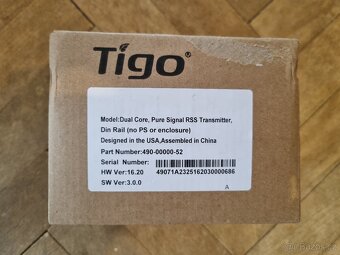 Tigo®
Model:Dual Core, Pure Signal RSS Transmitter,
Din Rail (no PS or enclosure)
Designed in the USA,Assembled in China
Part Number:490-00000-52
Serial Number:
HW Ver:16.20 49071A2325162030000686
SW Ver:3.0.0
A